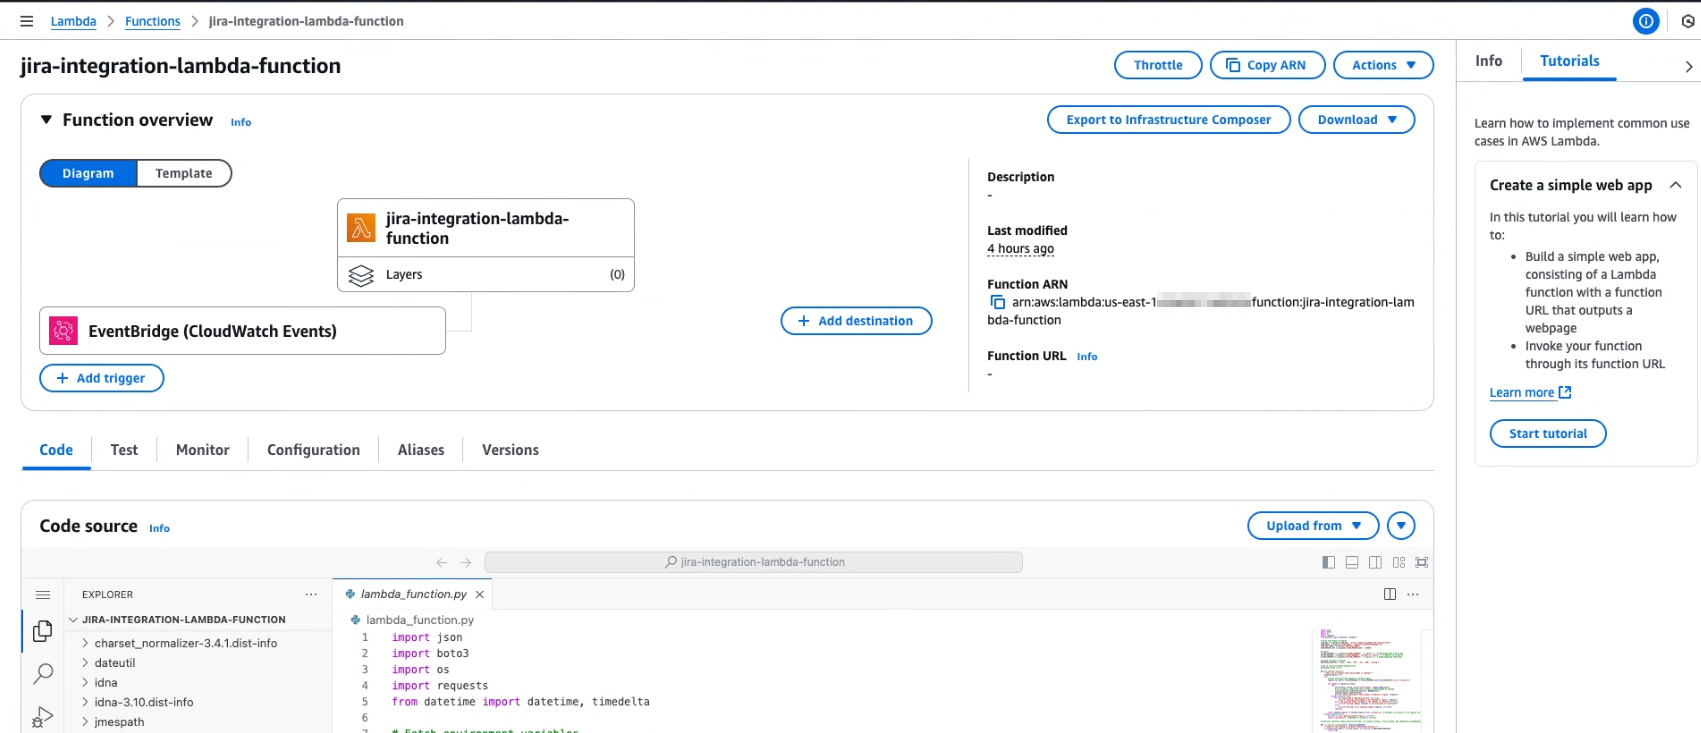 Lambda > Functions > jira-integration-lambda-function
jira-integration-lambda-function
Throttle
Copy ARN
Actions
Info
Tutorials
Function overview Info
Export to Infrastructure Composer
Download
Learn how to implement common use
cases in AWS Lambda.
Diagram
Template
jira-integration-lambda-
function
Layers
(0)
EventBridge (CloudWatch Events)
+ Add trigger
+ Add destination
Description
-
Last modified
4 hours ago
Function ARN
arn:aws:lambda:us-east-1 function:jira-integration-lam
bda-function
Function URL Info
-
Create a simple web app
In this tutorial you will learn how
to:
• Build a simple web app,
consisting of a Lambda
function with a function
URL that outputs a
webpage
• Invoke your function
through its function URL
Learn more
Start tutorial
Code
Test
Monitor
Configuration
Aliases
Versions
Code source Info
Upload from
jira-integration-lambda-function
EXPLORER
JIRA-INTEGRATION-LAMBDA-FUNCTION
charset_normalizer-3.4.1.dist-info
dateutil
idna
idna-3.10.dist-info
jmespath
lambda_function.py
lambda_function.py
1 import json
2 import boto3
3 import os
4 import requests
5 from datetime import datetime, timedelta
6
7 # Fetch environment variables